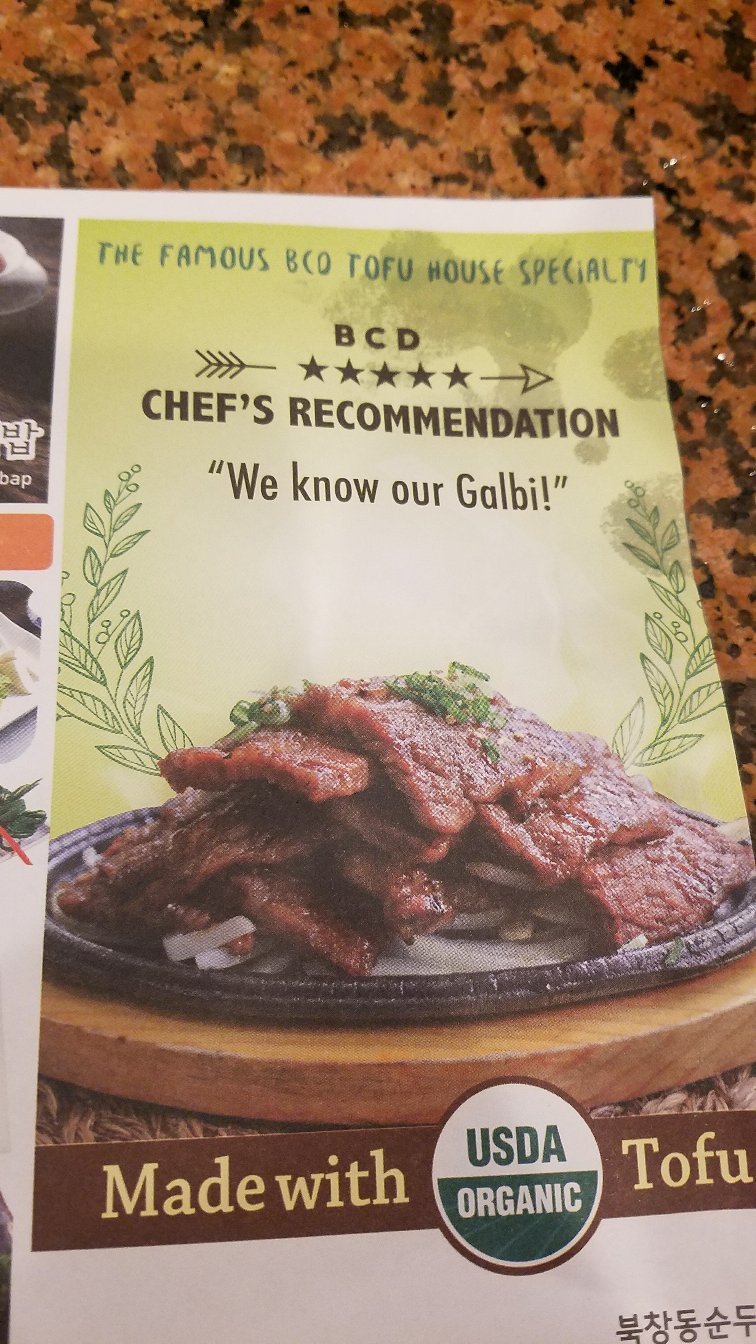 THE FAMOUS BCD TOFU HOUSE SPECIALTY
BCD
CHEF'S RECOMMENDATION
"We know our Galbi!"
밥
bap
Made with USDA ORGANIC Tofu
북창동순두